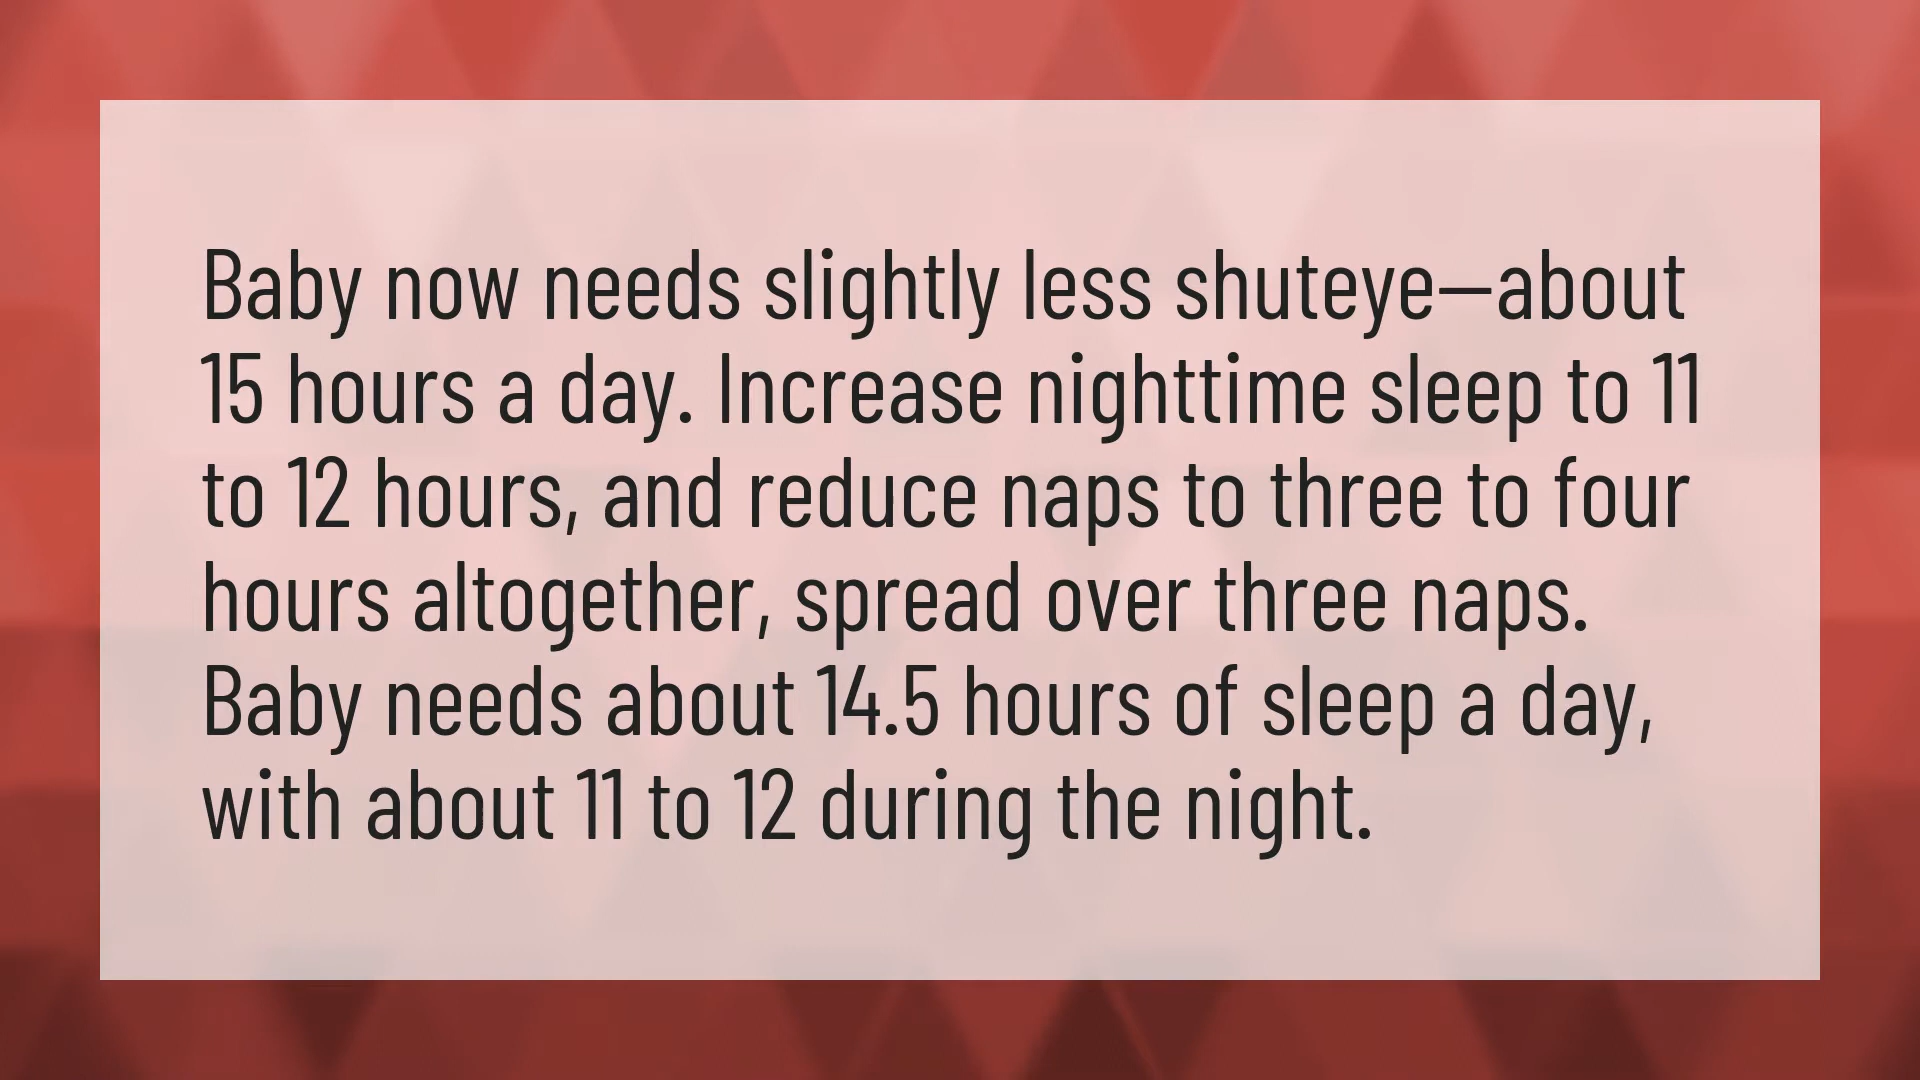 Baby now needs slightly less shuteye—about
15 hours a day. Increase nighttime sleep to 11
to 12 hours, and reduce naps to three to four
hours altogether, spread over three naps.
Baby needs about 14.5 hours of sleep a day,
with about 11 to 12 during the night.